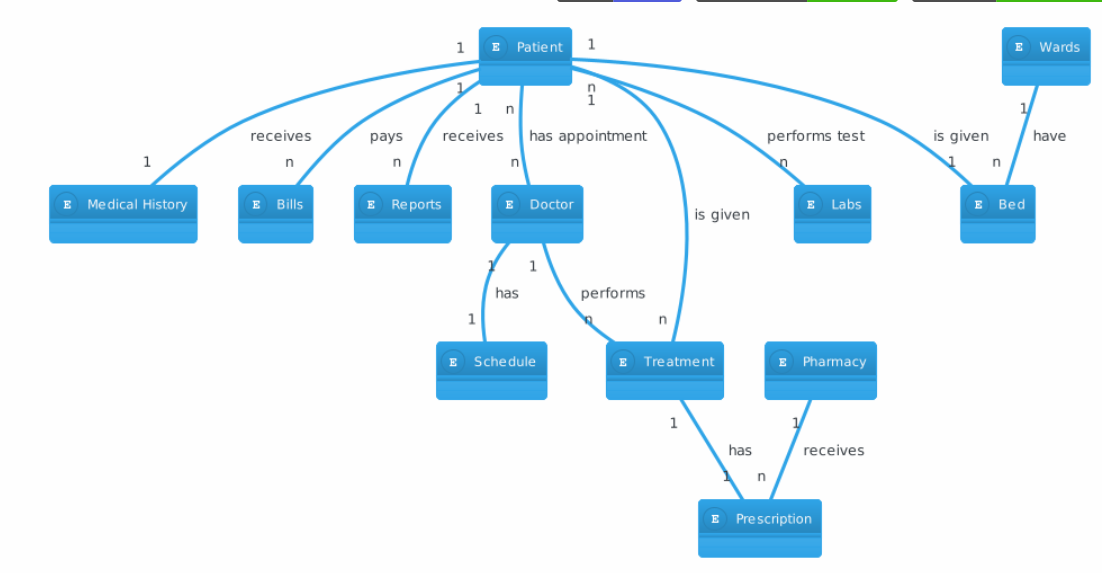 E Patient
E Wards
1
1
1
n
1
1
n
1
receives
pays
receives
has appointment
performs test
is given
have
1
n
n
n
n
1
n
E Medical History
E Bills
E Reports
E Doctor
is given
E Labs
E Bed
1
1
has
performs
1
n
n
E Schedule
E Treatment
E Pharmacy
1
1
has
receives
1
n
E Prescription